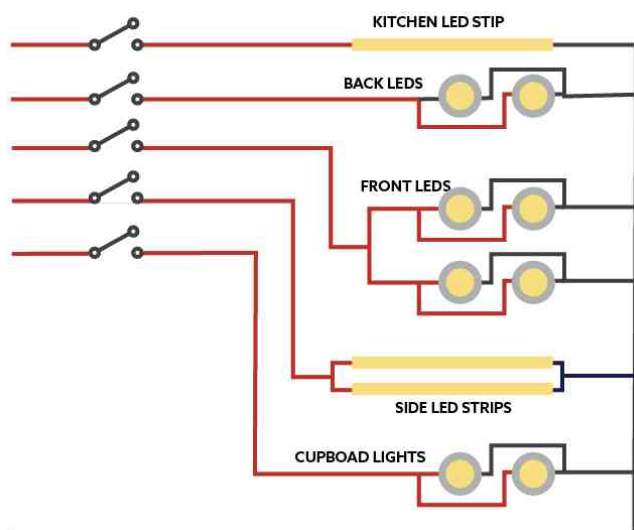 KITCHEN LED STIP
BACK LEDS
FRONT LEDS
SIDE LED STRIPS
CUPBOAD LIGHTS